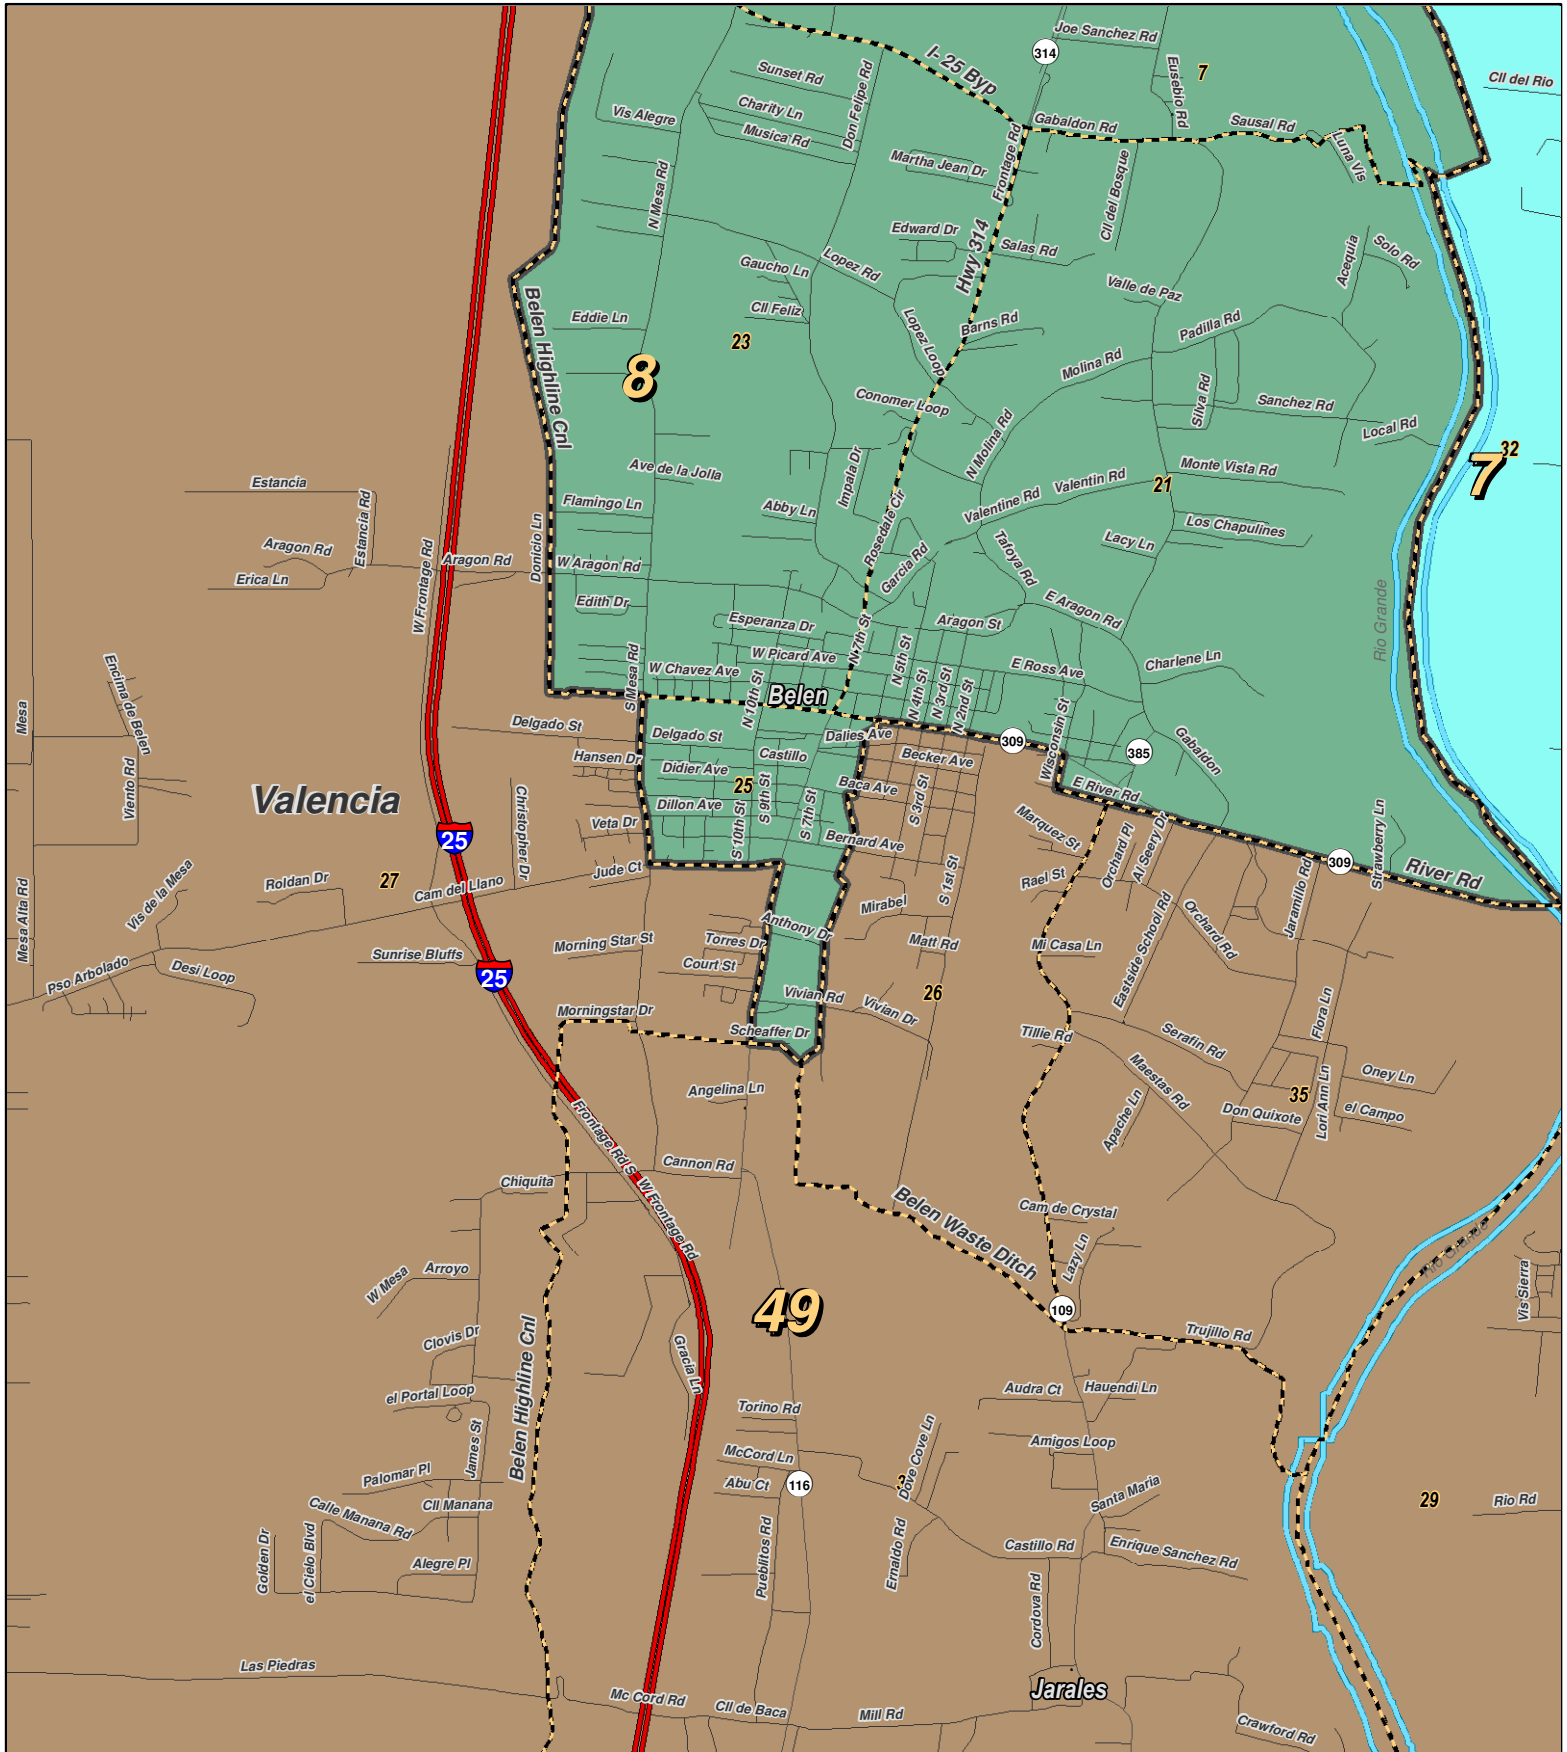 Joe Sanchez Rd
314
I- 25 Byp
7
Cll del Rio
Sunset Rd
Don Felipe Rd
Eusebio Rd
Vis Alegre
Charity Ln
Musica Rd
Gabaldon Rd
Sausal Rd
Luna Vis
Martha Jean Dr
Frontage Rd
N Mesa Rd
Cll del Bosque
Edward Dr
Salas Rd
Hwy 314
Acequia
Solo Rd
Gaucho Ln
Lopez Rd
Valle de Paz
Belen Highline Cnl
Eddie Ln
Cll Feliz
Lopez Loop
Barns Rd
Padilla Rd
23
8
Molina Rd
Silva Rd
Conomer Loop
Sanchez Rd
Local Rd
N Molina Rd
32
7
Ave de la Jolla
Impala Dr
Monte Vista Rd
Estancia
Valentin Rd
21
Estancia Rd
Flamingo Ln
Abby Ln
Valentine Rd
Rosedale Cir
Los Chapulines
Donicio Ln
Tafoya Rd
Lacy Ln
Aragon Rd
Aragon Rd
W Frontage Rd
W Aragon Rd
Garcia Rd
Erica Ln
Edith Dr
E Aragon Rd
Esperanza Dr
Aragon St
Rio Grande
N 7th St
N 5th St
W Picard Ave
E Ross Ave
Charlene Ln
Encima de Belen
S Mesa Rd
W Chavez Ave
N 10th St
Belen
N 4th St
N 3rd St
N 2nd St
Wisconsin St
Mesa
Delgado St
Delgado St
Dalies Ave
309
385
Gabaldon
Hansen Dr
Didier Ave
Castillo
Becker Ave
25
S 9th St
Baca Ave
E River Rd
Viento Rd
Valencia
Christopher Dr
Dillon Ave
S 10th St
S 7th St
S 3rd St
Veta Dr
Bernard Ave
Marquez St
Orchard Pl
Al Seery Dr
Strawberry Ln
25
309
River Rd
Jude Ct
S 1st St
Rael St
Jaramillo Rd
Mesa Alta Rd
Vis de la Mesa
Roldan Dr
27
Cam del Llano
Mirabel
Eastside School Rd
Orchard Rd
Anthony Dr
Morning Star St
Torres Dr
Matt Rd
Mi Casa Ln
Sunrise Bluffs
Court St
Pso Arbolado
Desi Loop
25
26
Vivian Rd
Vivian Dr
Flora Ln
Morningstar Dr
Scheaffer Dr
Tillie Rd
Serafin Rd
Maestas Rd
Oney Ln
Angelina Ln
35
Lori Ann Ln
Apache Ln
Don Quixote
el Campo
Frontage Rd S
Cannon Rd
Chiquita
W Frontage Rd
Belen Waste Ditch
Cam de Crystal
Rio Grande
Lazy Ln
Vis Sierra
W Mesa
Arroyo
49
109
Trujillo Rd
Clovis Dr
Belen Highline Cnl
Gracia Ln
el Portal Loop
Audra Ct
Hauendi Ln
Torino Rd
James St
Dove Cove Ln
Amigos Loop
McCord Ln
Palomar Pl
Abu Ct
116
Santa Maria
29
Rio Rd
Calle Manana Rd
Cll Manana
Golden Dr
el Cielo Blvd
Pueblitos Rd
Ernaldo Rd
Castillo Rd
Enrique Sanchez Rd
Alegre Pl
Cordova Rd
Las Piedras
Jarales
Mc Cord Rd
Cll de Baca
Mill Rd
Crawford Rd